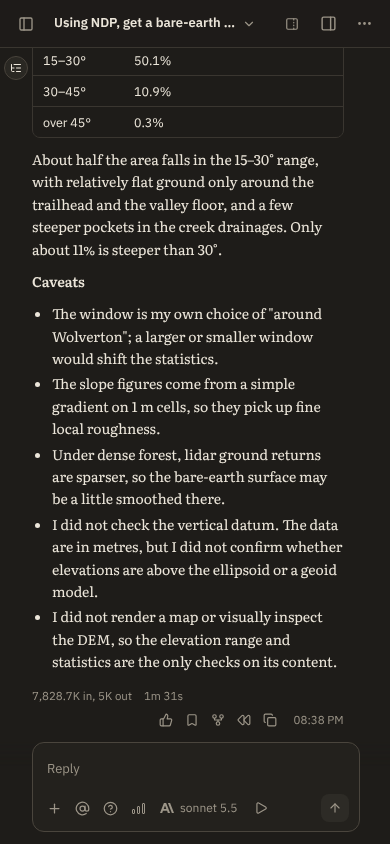 Using NDP, get a bare-earth ...
15–30° 50.1%
30–45° 10.9%
over 45° 0.3%
About half the area falls in the 15–30° range,
with relatively flat ground only around the
trailhead and the valley floor, and a few
steeper pockets in the creek drainages. Only
about 11% is steeper than 30°.
Caveats
• The window is my own choice of "around
Wolverton"; a larger or smaller window
would shift the statistics.
• The slope figures come from a simple
gradient on 1 m cells, so they pick up fine
local roughness.
• Under dense forest, lidar ground returns
are sparser, so the bare-earth surface may
be a little smoothed there.
• I did not check the vertical datum. The data
are in metres, but I did not confirm whether
elevations are above the ellipsoid or a geoid
model.
• I did not render a map or visually inspect
the DEM, so the elevation range and
statistics are the only checks on its content.
7,828.7K in, 5K out 1m 31s
08:38 PM
Reply
sonnet 5.5